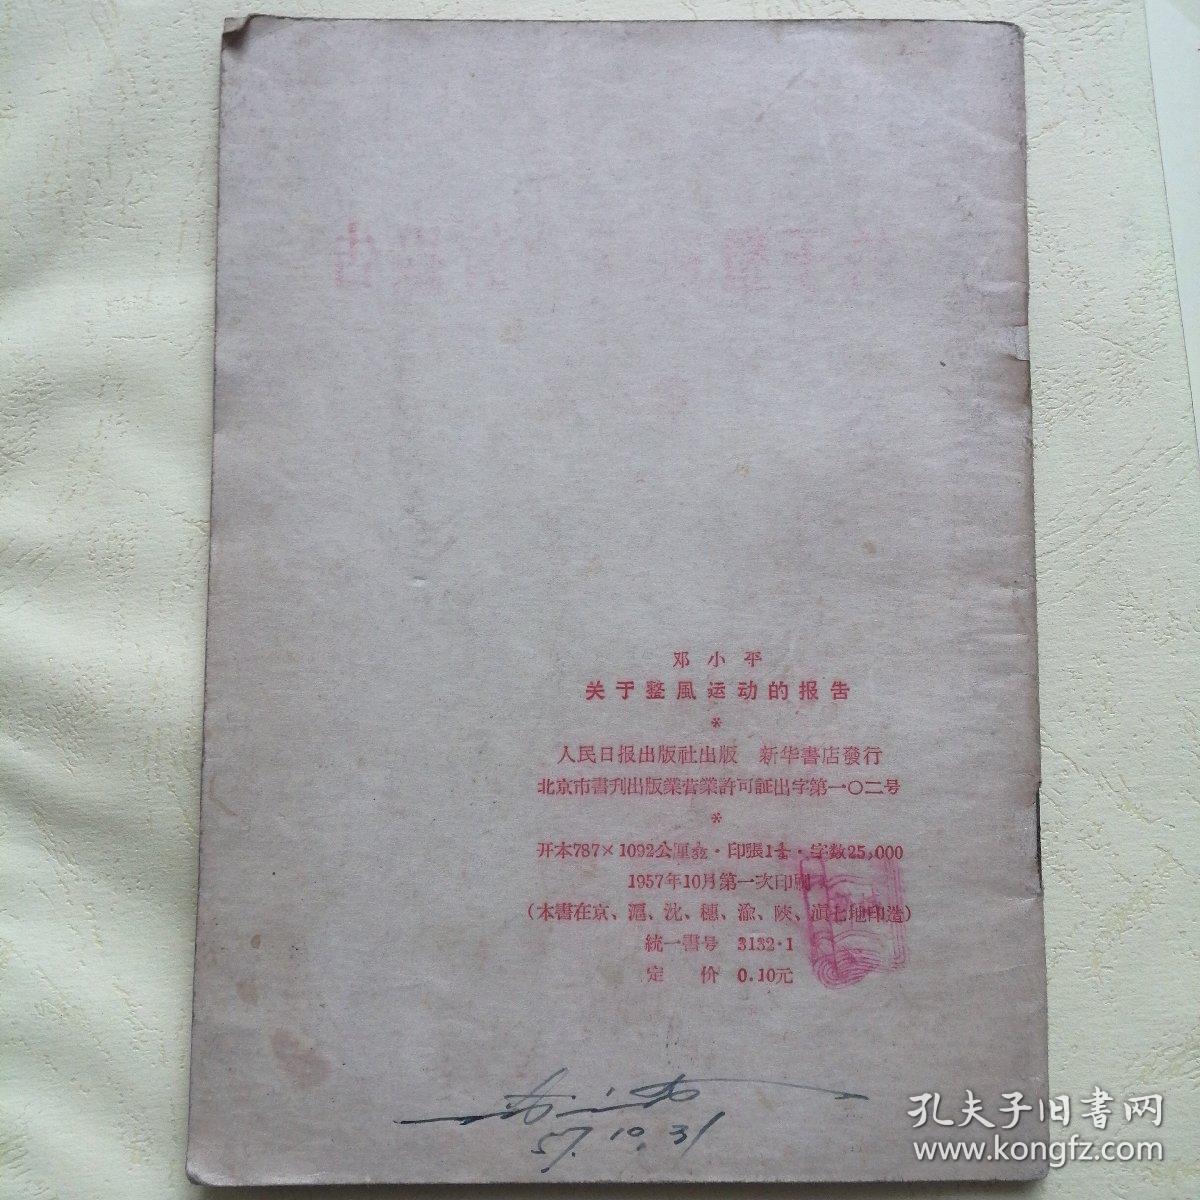 邓小平
关于整風运动的报告
*
人民日报出版社出版 新华書店發行
北京市書刊出版業营業許可証出字第一〇二号
*
开本787×1092公厘1/32·印張1 1/4·字数25,000
1957年10月第一次印刷
(本書在京、滬、沈、穗、渝、陝、滇七地印造)
統一書号 3132·1
定 价 0.10元
57.10.31
孔夫子旧書网
www.kongfz.com